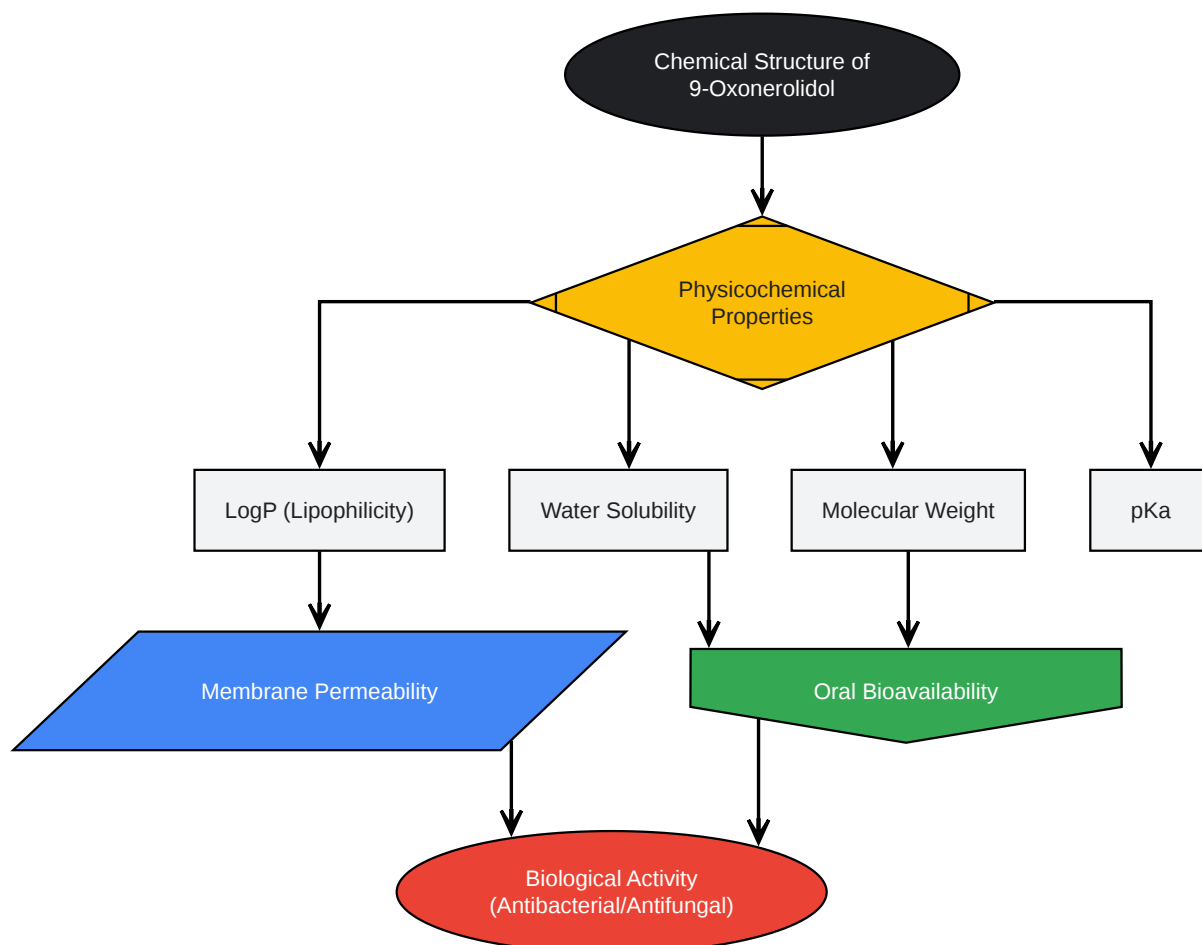 Chemical Structure of
9-Oxonerolidol
Physicochemical
Properties
LogP (Lipophilicity)
Water Solubility
Molecular Weight
pKa
Membrane Permeability
Oral Bioavailability
Biological Activity
(Antibacterial/Antifungal)